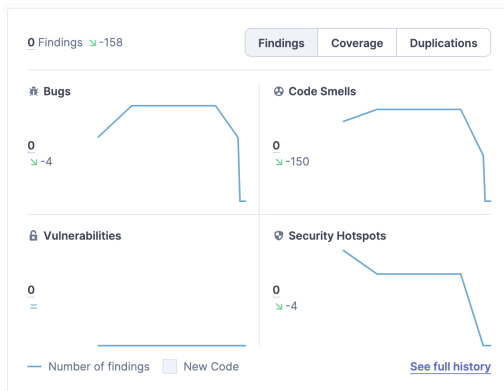 0 Findings ↘ -158
Findings Coverage Duplications
Bugs
0
↘ -4
Code Smells
0
↘ -150
Vulnerabilities
0
=
Security Hotspots
0
↘ -4
Number of findings New Code
See full history